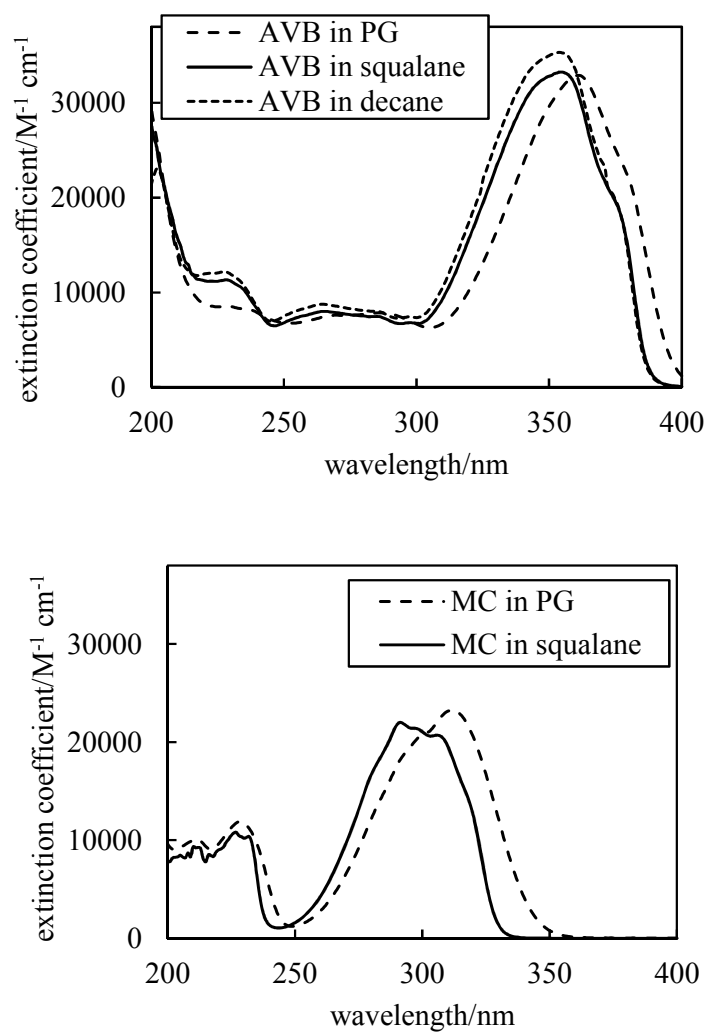 AVB in PG
AVB in squalane
AVB in decane
extinction coefficient/M⁻¹ cm⁻¹
30000
20000
10000
0
200 250 300 350 400
wavelength/nm
MC in PG
MC in squalane
extinction coefficient/M⁻¹ cm⁻¹
30000
20000
10000
0
200 250 300 350 400
wavelength/nm